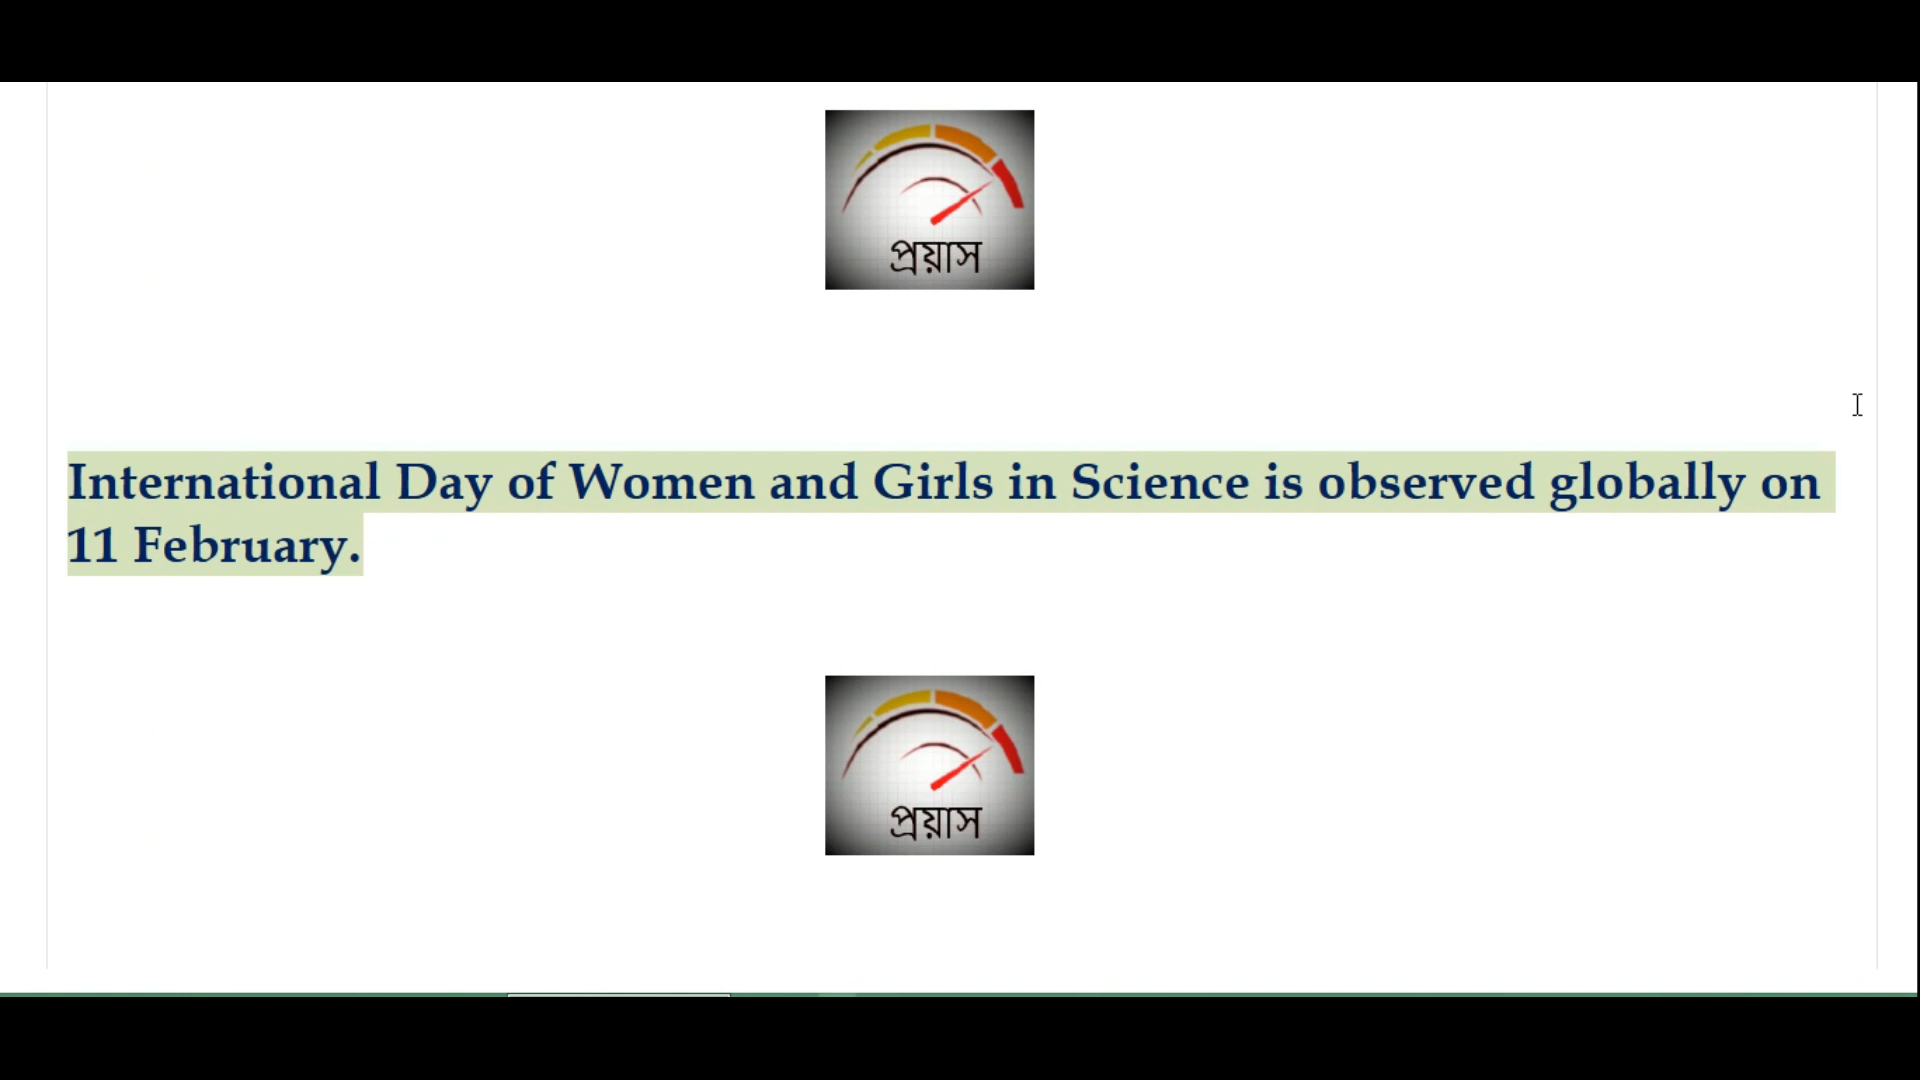 প্রয়াস
International Day of Women and Girls in Science is observed globally on
11 February.
প্রয়াস